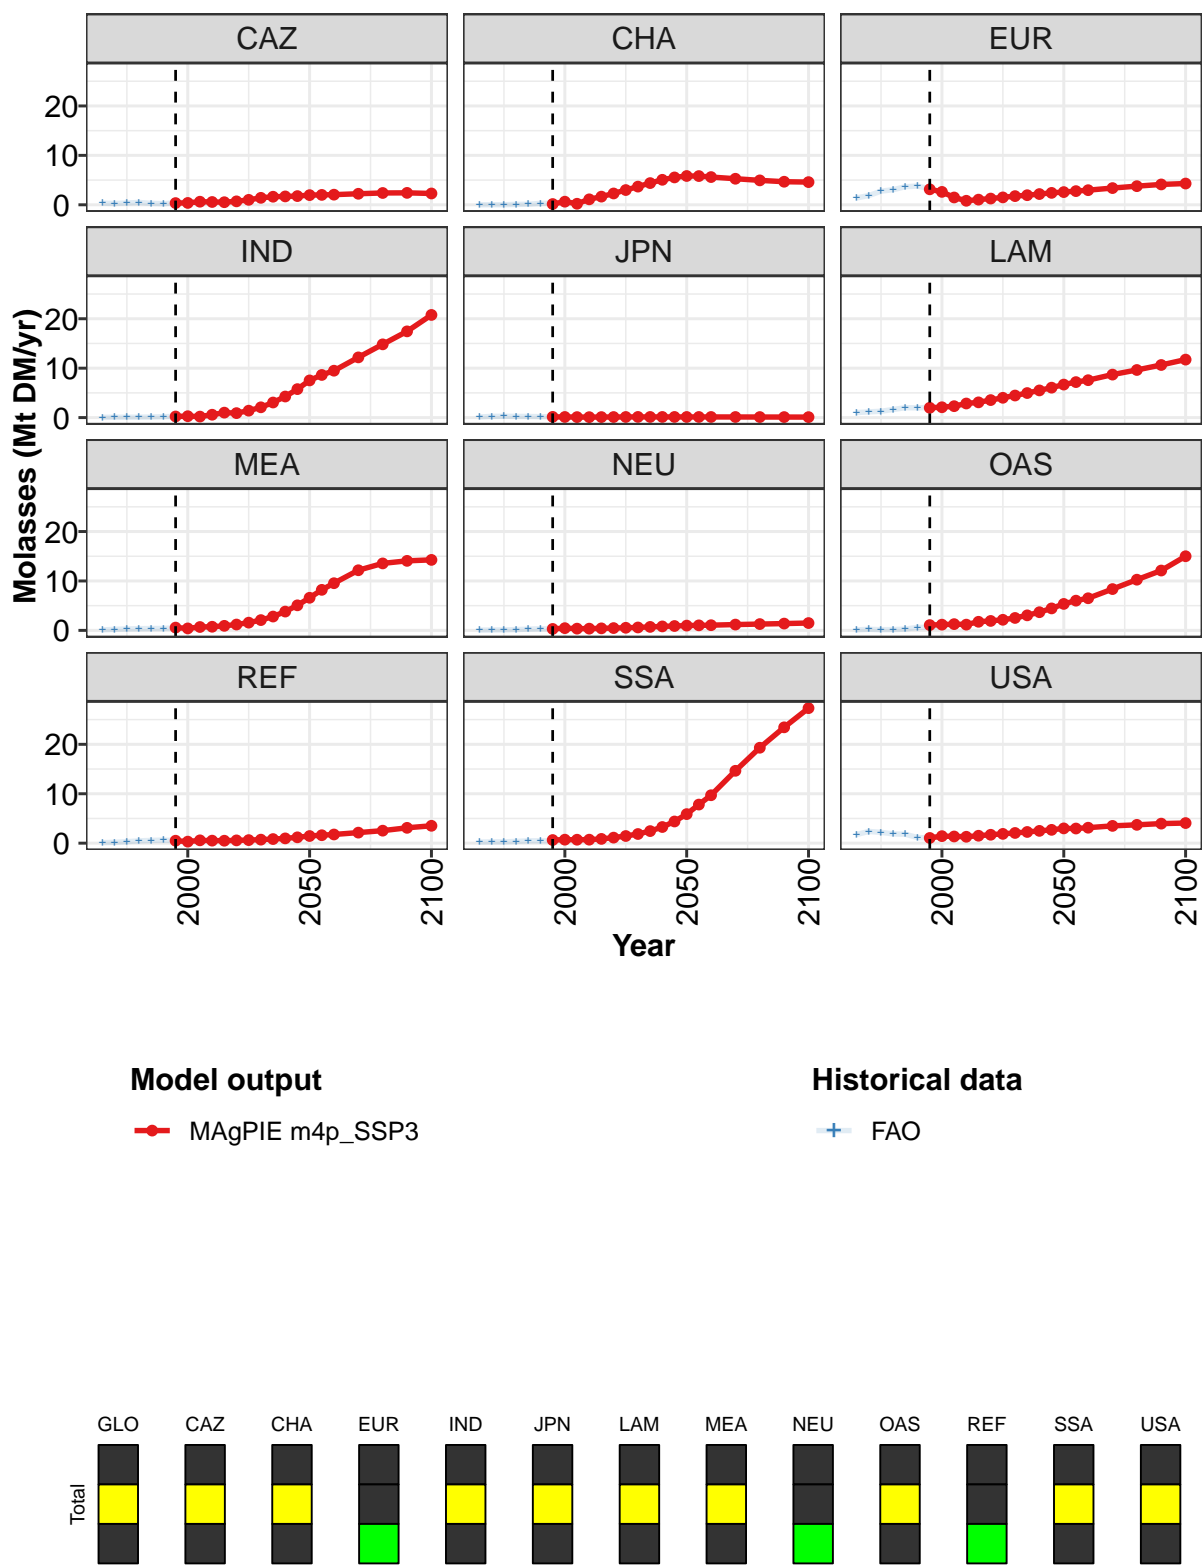 CAZ CHA EUR
20
10
0
IND JPN LAM
20
10
0
MEA NEU OAS
20
10
0
REF SSA USA
20
10
0
Molasses (Mt DM/yr)
2000 2050 2100 2000 2050 2100 2000 2050 2100
Year
Model output Historical data
MAgPIE m4p_SSP3 FAO
GLO CAZ CHA EUR IND JPN LAM MEA NEU OAS REF SSA USA
Total